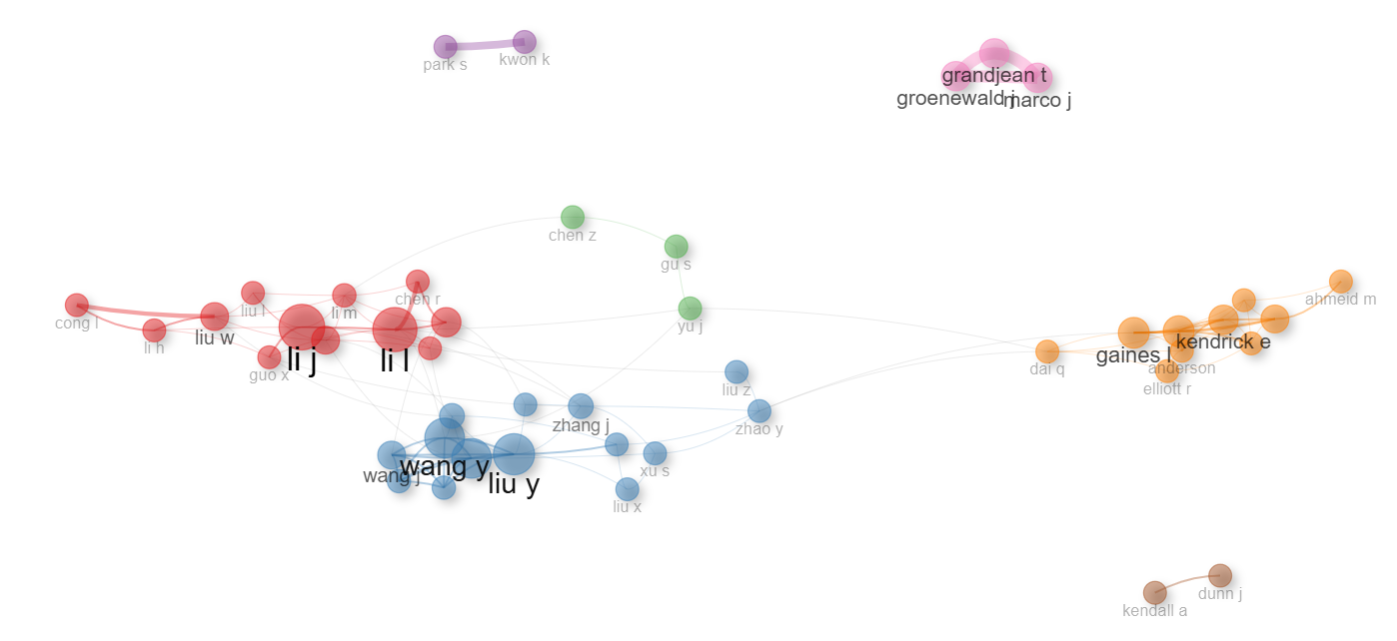 park s
kwon k
grandjean t
groenewald j
marco j
chen z
gu s
ahmeid m
liu l
li m
chen r
cong l
yu j
liu w
li h
li j
li l
kendrick e
gaines l
guo x
dai q
anderson
elliott r
liu z
zhang j
zhao y
wang y
wang j
xu s
liu y
liu x
dunn j
kendall a